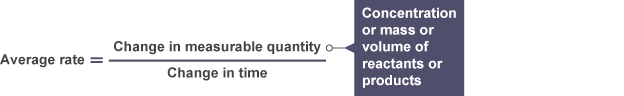 Average rate =
Change in measurable quantity
Change in time
Concentration
or mass or
volume of
reactants or
products